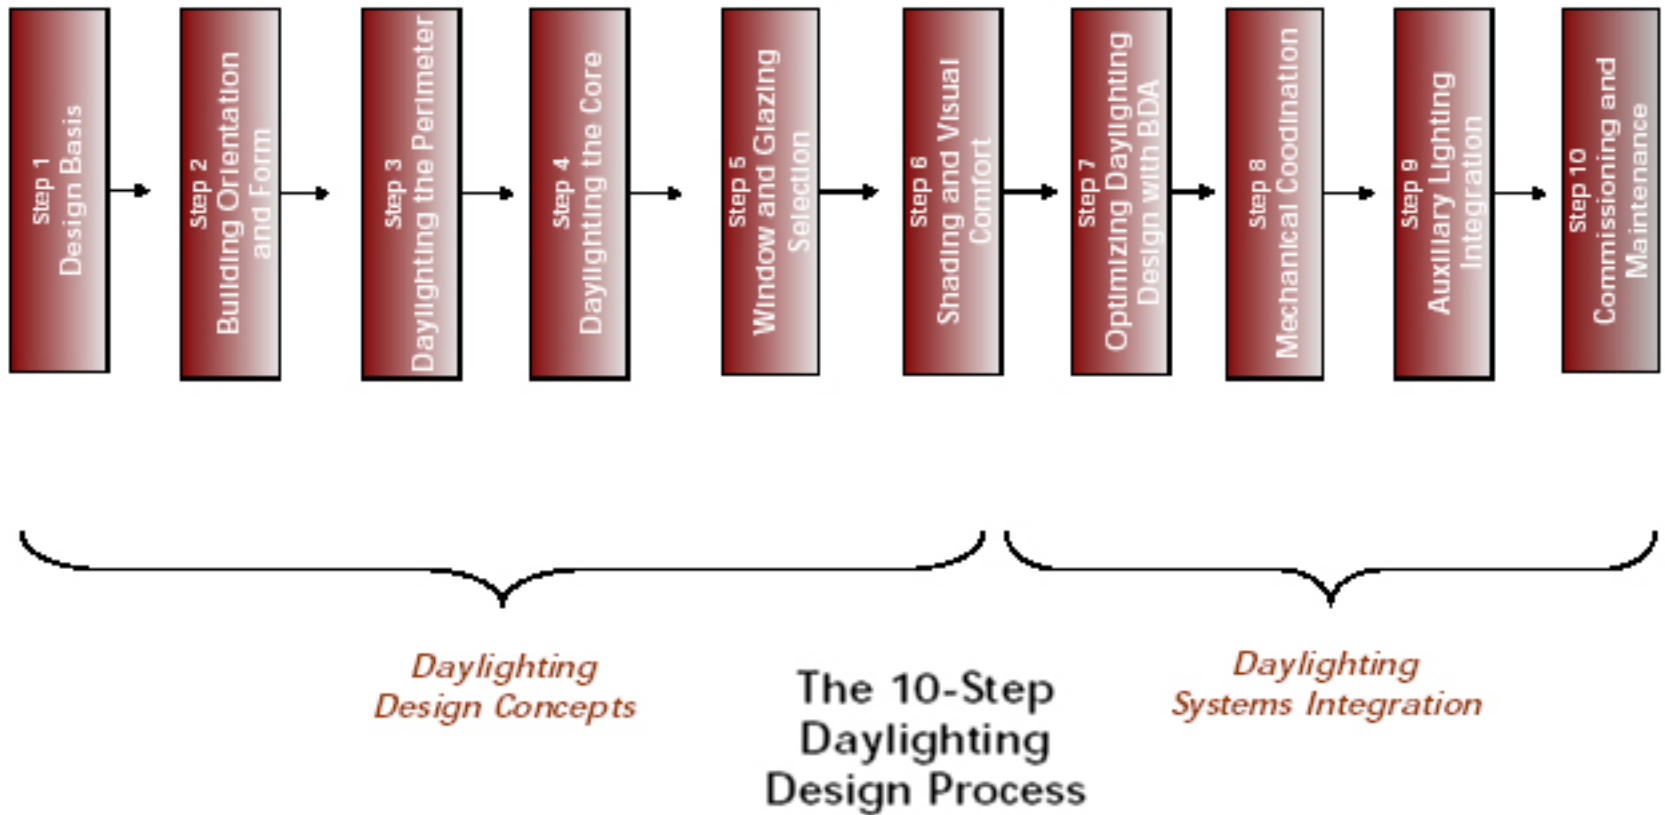 Step 1
Design Basis
Step 2
Building Orientation
and Form
Step 3
Daylighting the Perimeter
Step 4
Daylighting the Core
Step 5
Window and Glazing
Selection
Step 6
Shading and Visual
Comfort
Step 7
Optimizing Daylighting
Design with BDA
Step 8
Mechanical Coodination
Step 9
Auxiliary Lighting
Integration
Step 10
Commissioning and
Maintenance
Daylighting
Design Concepts
The 10-Step
Daylighting
Design Process
Daylighting
Systems Integration